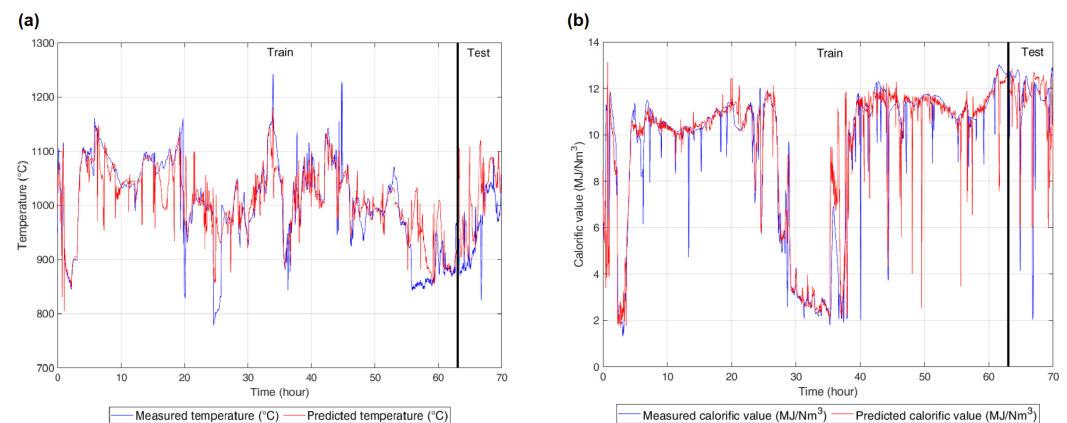 (a)
Train
Test
1300
1200
1100
1000
900
800
700
Temperature (°C)
0 10 20 30 40 50 60 70
Time (hour)
Measured temperature (°C) Predicted temperature (°C)
(b)
Train
Test
14
12
10
8
6
4
2
0
Calorific value (MJ/Nm³)
0 10 20 30 40 50 60 70
Time (hour)
Measured calorific value (MJ/Nm³) Predicted calorific value (MJ/Nm³)